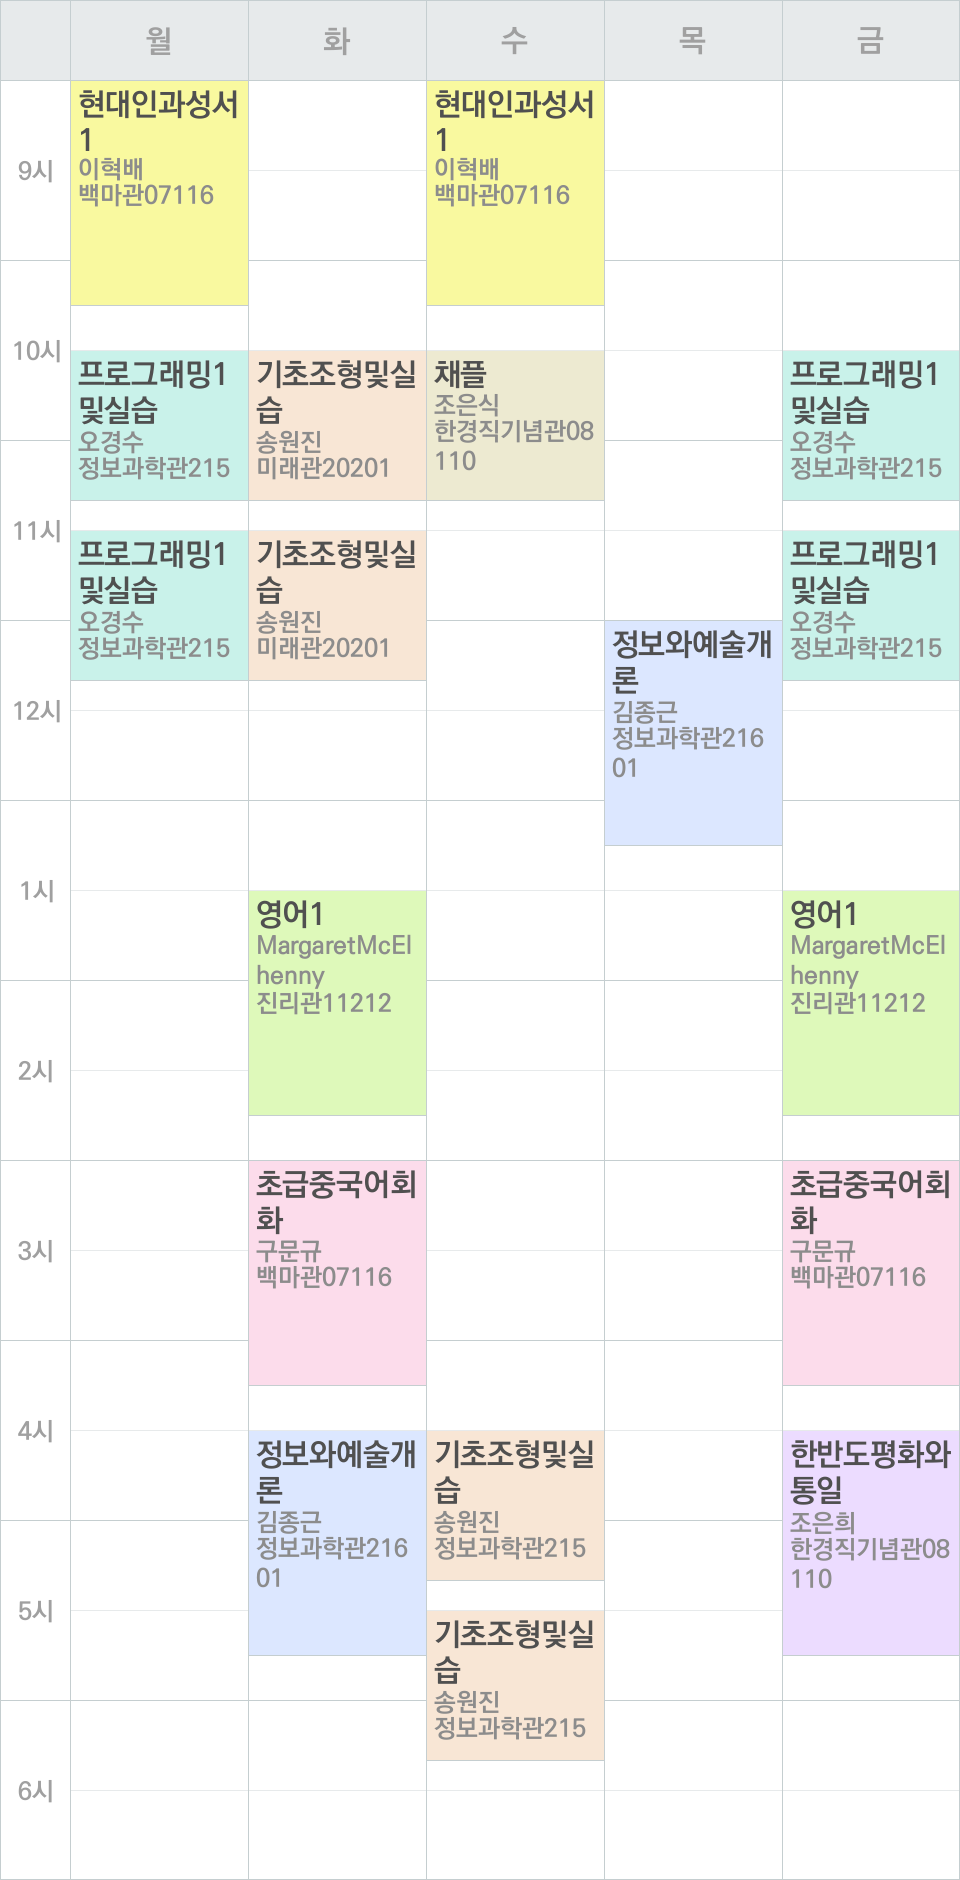 월 화 수 목 금
현대인과성서
1
이혁배
백마관07116
현대인과성서
1
이혁배
백마관07116
9시
10시
프로그래밍1
및실습
오경수
정보과학관215
기초조형및실
습
송원진
미래관20201
채플
조은식
한경직기념관08
110
프로그래밍1
및실습
오경수
정보과학관215
11시
프로그래밍1
및실습
오경수
정보과학관215
기초조형및실
습
송원진
미래관20201
프로그래밍1
및실습
오경수
정보과학관215
정보와예술개
론
김종근
정보과학관216
01
12시
1시
영어1
MargaretMcEl
henny
진리관11212
영어1
MargaretMcEl
henny
진리관11212
2시
초급중국어회
화
구문규
백마관07116
초급중국어회
화
구문규
백마관07116
3시
4시
정보와예술개
론
김종근
정보과학관216
01
기초조형및실
습
송원진
정보과학관215
한반도평화와
통일
조은희
한경직기념관08
110
5시
기초조형및실
습
송원진
정보과학관215
6시